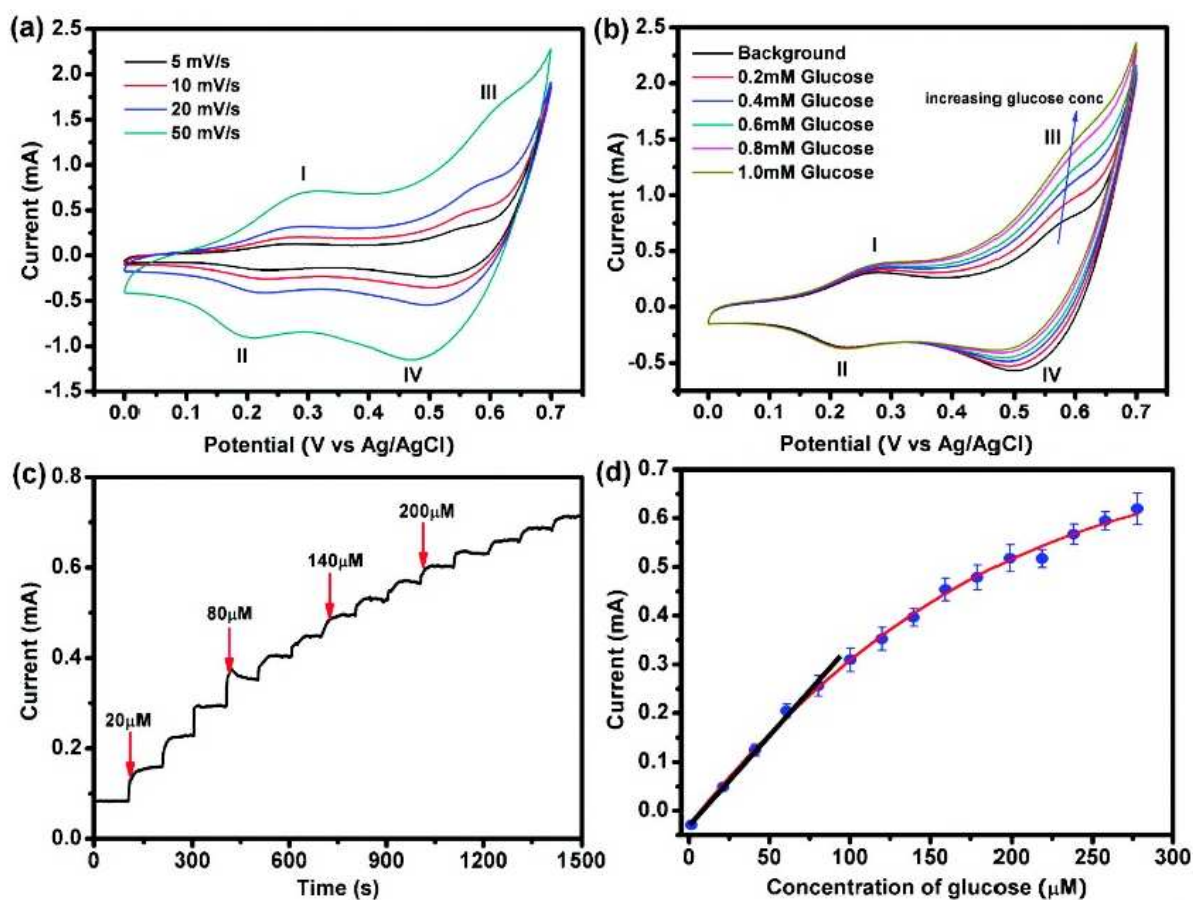 (a)
5 mV/s
10 mV/s
20 mV/s
50 mV/s
I
II
III
IV
2.5
2.0
1.5
1.0
0.5
0.0
-0.5
-1.0
-1.5
Current (mA)
0.0 0.1 0.2 0.3 0.4 0.5 0.6 0.7
Potential (V vs Ag/AgCl)
(b)
Background
0.2mM Glucose
0.4mM Glucose
0.6mM Glucose
0.8mM Glucose
1.0mM Glucose
increasing glucose conc
I
II
III
IV
2.5
2.0
1.5
1.0
0.5
0.0
-0.5
Current (mA)
0.0 0.1 0.2 0.3 0.4 0.5 0.6 0.7
Potential (V vs Ag/AgCl)
(c)
20μM
80μM
140μM
200μM
0.8
0.6
0.4
0.2
0.0
Current (mA)
0 300 600 900 1200 1500
Time (s)
(d)
0.7
0.6
0.5
0.4
0.3
0.2
0.1
0.0
Current (mA)
0 50 100 150 200 250 300
Concentration of glucose (μM)